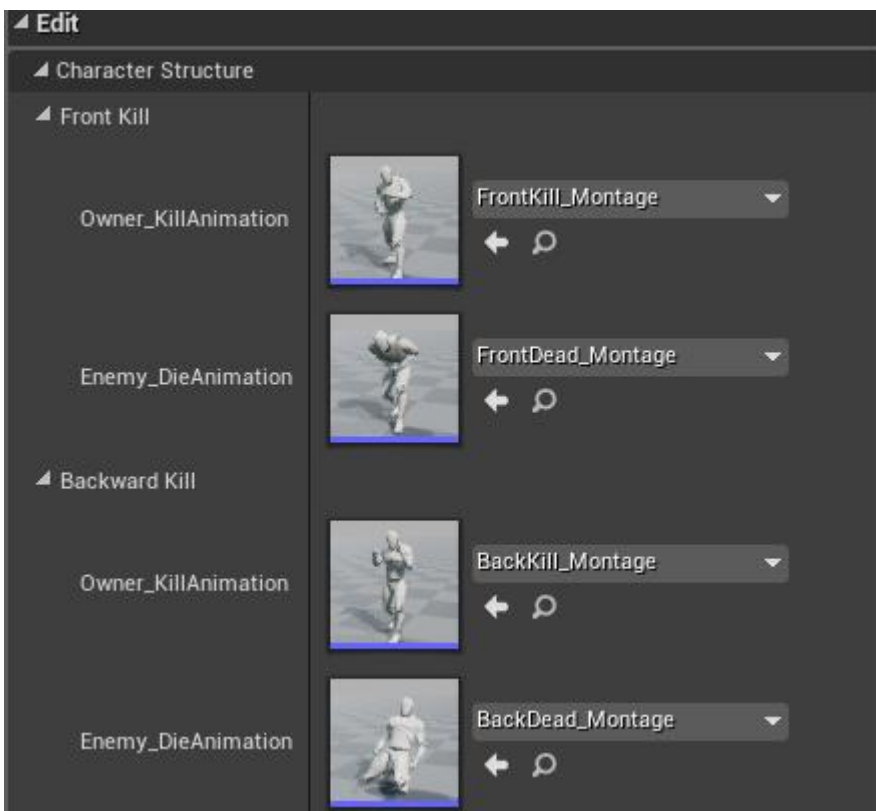 Edit
Character Structure
Front Kill
Owner_KillAnimation
FrontKill_Montage
Enemy_DieAnimation
FrontDead_Montage
Backward Kill
Owner_KillAnimation
BackKill_Montage
Enemy_DieAnimation
BackDead_Montage